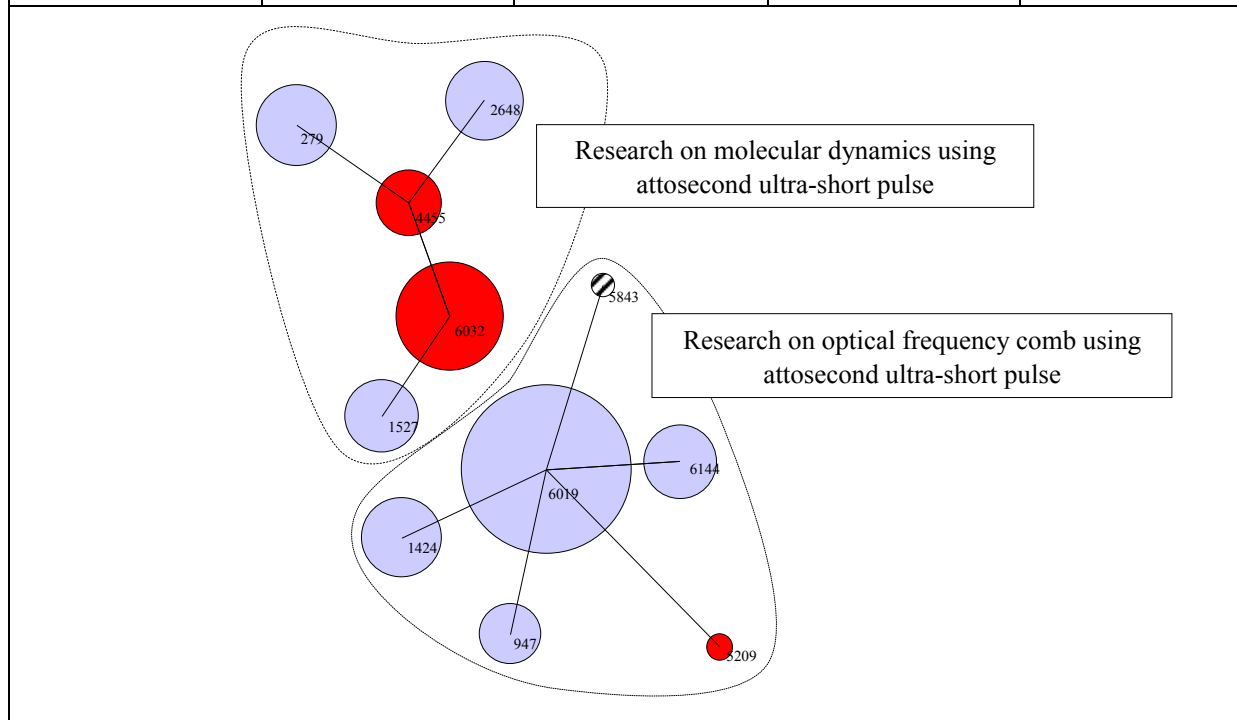 2648
279
Research on molecular dynamics using
attosecond ultra-short pulse
4455
5843
6032
Research on optical frequency comb using
attosecond ultra-short pulse
1527
6144
6019
1424
947
5209